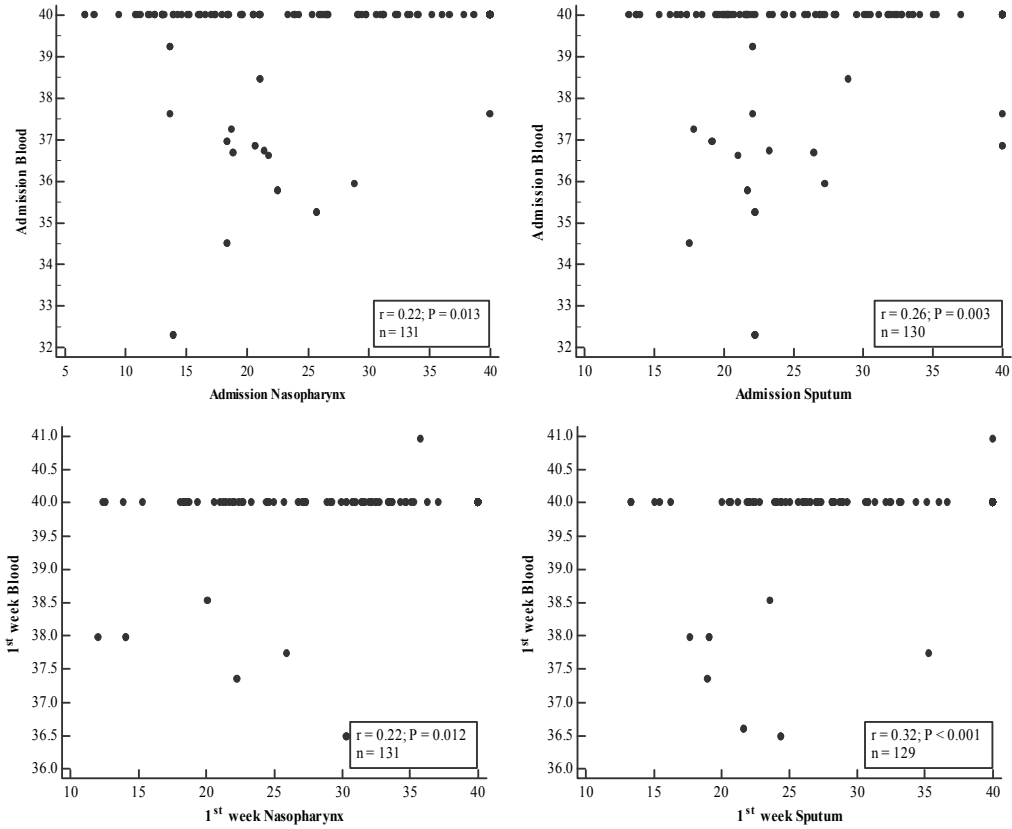 40
39
38
37
36
35
34
33
32
Admission Blood
r = 0.22; P = 0.013
n = 131
5 10 15 20 25 30 35 40
Admission Nasopharynx
40
39
38
37
36
35
34
33
32
Admission Blood
r = 0.26; P = 0.003
n = 130
10 15 20 25 30 35 40
Admission Sputum
41.0
40.5
40.0
39.5
39.0
38.5
38.0
37.5
37.0
36.5
36.0
1st week Blood
r = 0.22; P = 0.012
n = 131
10 15 20 25 30 35 40
1st week Nasopharynx
41.0
40.5
40.0
39.5
39.0
38.5
38.0
37.5
37.0
36.5
36.0
1st week Blood
r = 0.32; P < 0.001
n = 129
10 15 20 25 30 35 40
1st week Sputum